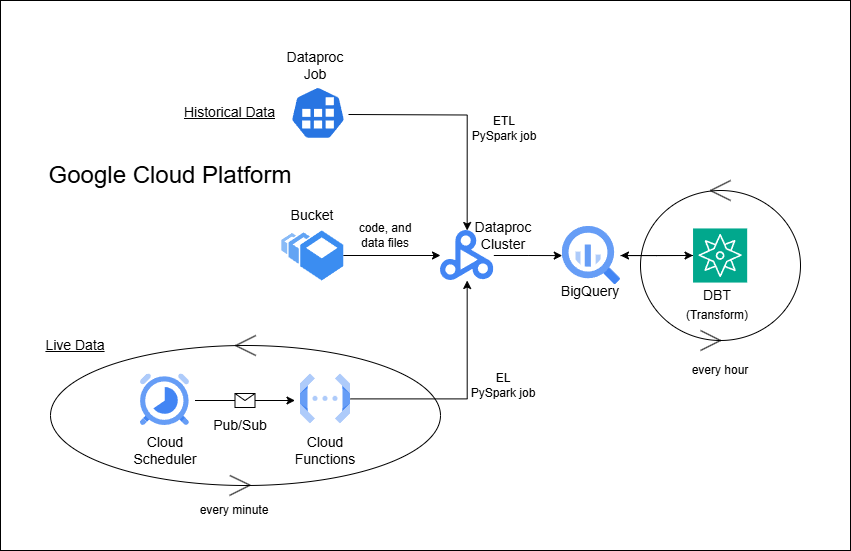 Dataproc
Job
Historical Data
ETL
PySpark job
Google Cloud Platform
Bucket
code, and
data files
Dataproc
Cluster
BigQuery
DBT
(Transform)
every hour
Live Data
EL
PySpark job
Pub/Sub
Cloud
Scheduler
Cloud
Functions
every minute